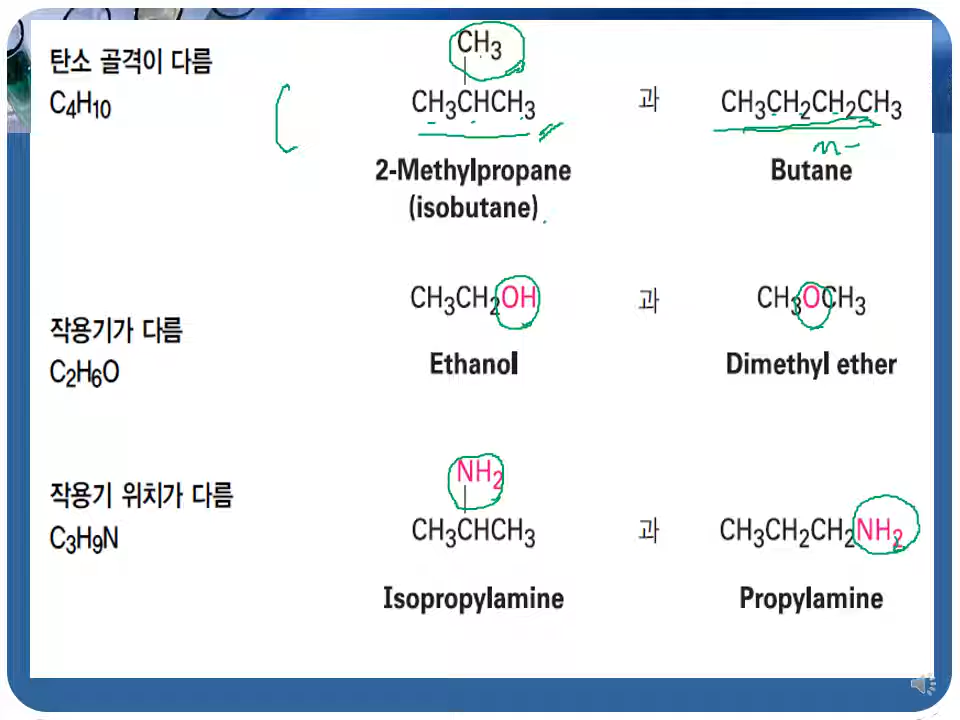 탄소 골격이 다름
C4H10
CH3
CH3CHCH3 과 CH3CH2CH2CH3
n-
2-Methylpropane
(isobutane)
Butane
작용기가 다름
C2H6O
CH3CH2OH 과 CH3OCH3
Ethanol Dimethyl ether
작용기 위치가 다름
C3H9N
NH2
CH3CHCH3 과 CH3CH2CH2NH2
Isopropylamine Propylamine